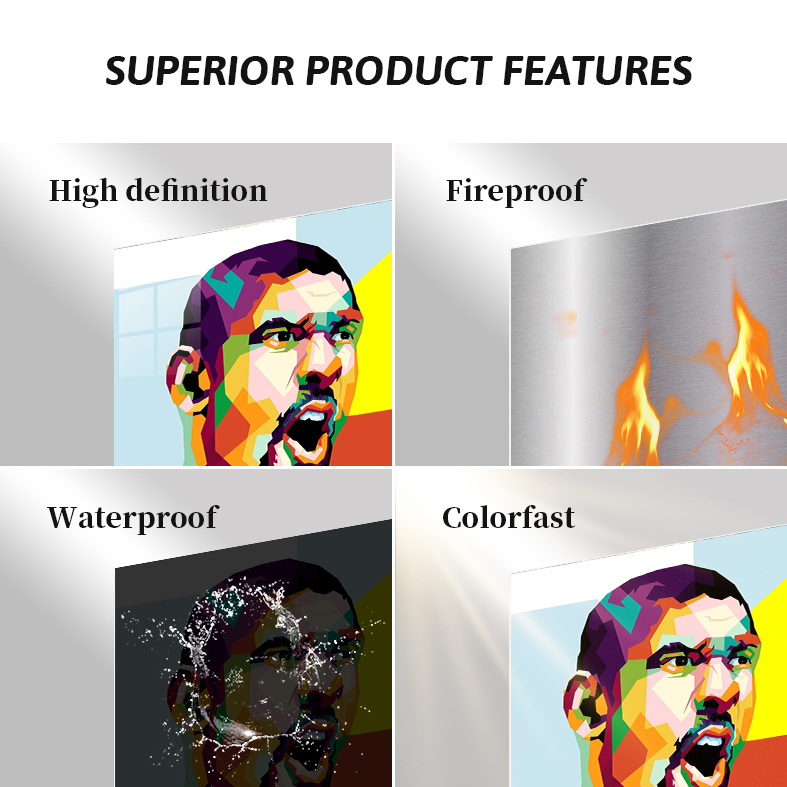 SUPERIOR PRODUCT FEATURES
High definition
Fireproof
Waterproof
Colorfast